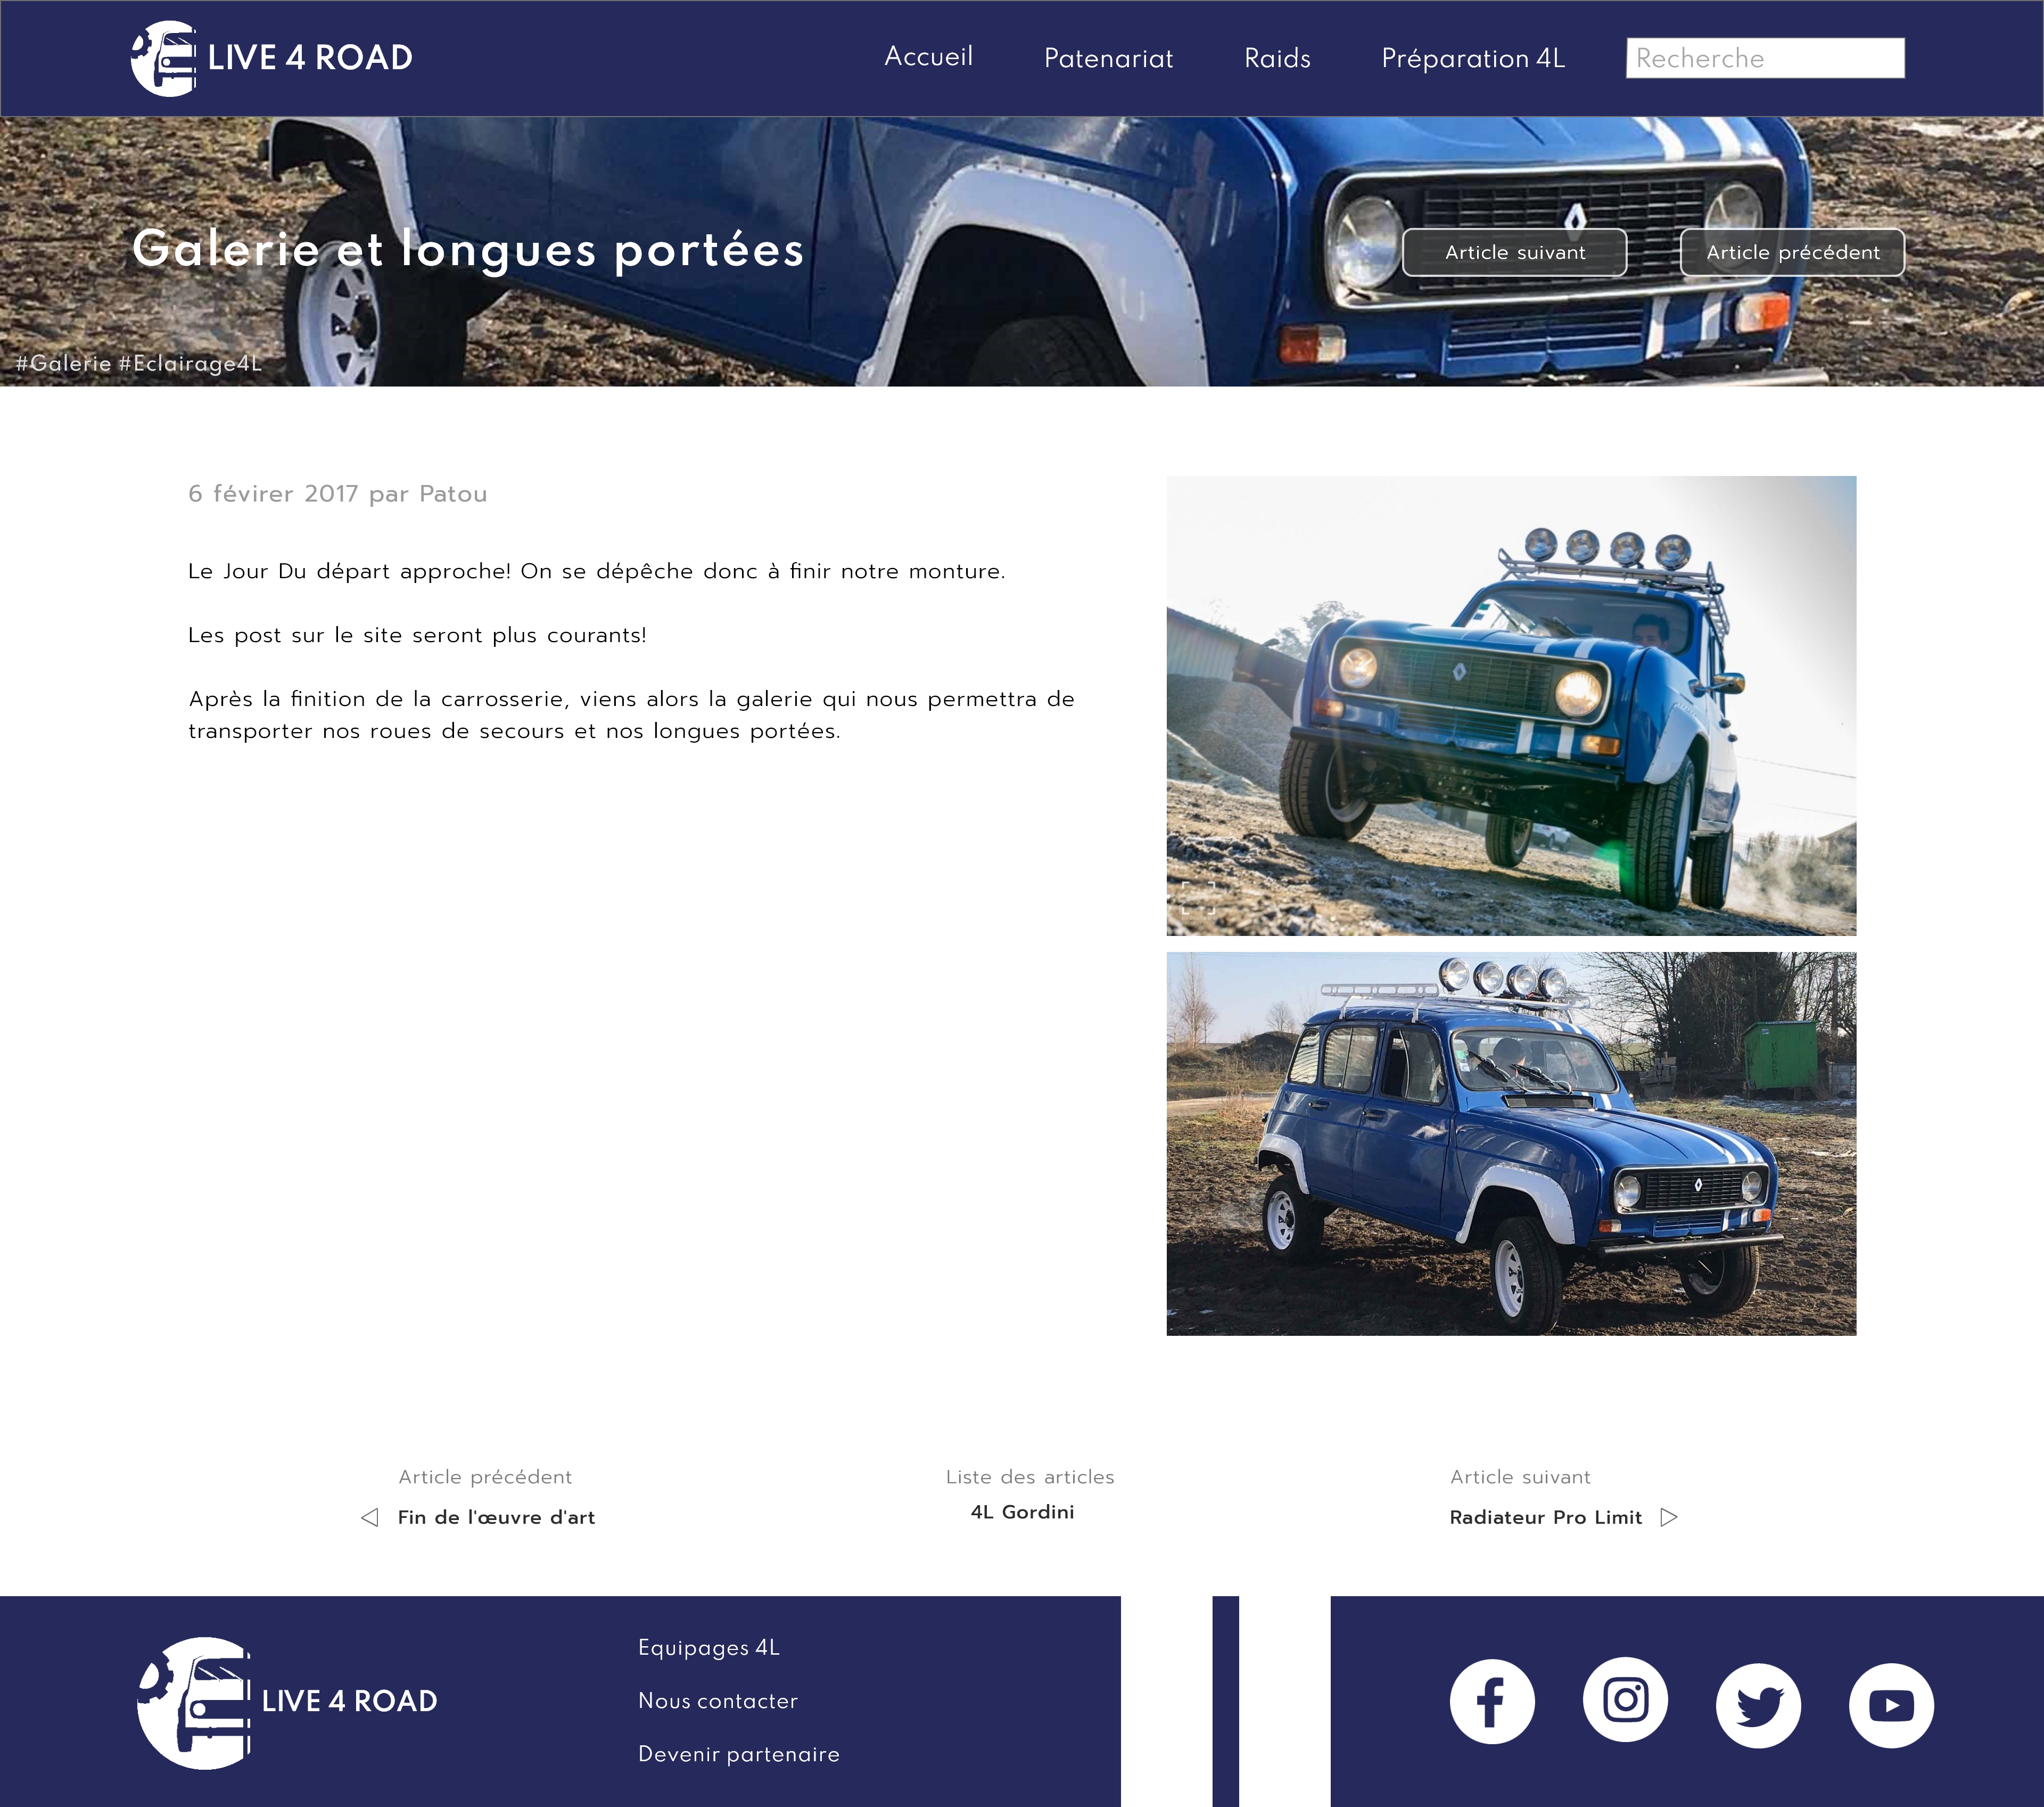 LIVE 4 ROAD
Accueil
Patenariat
Raids
Préparation 4L
Recherche
Galerie et longues portées
Article suivant
Article précédent
#Galerie #Eclairage4L
6 févirer 2017 par Patou
Le Jour Du départ approche! On se dépêche donc à finir notre monture.
Les post sur le site seront plus courants!
Après la finition de la carrosserie, viens alors la galerie qui nous permettra de
transporter nos roues de secours et nos longues portées.
Article précédent
Fin de l'œuvre d'art
Liste des articles
4L Gordini
Article suivant
Radiateur Pro Limit
LIVE 4 ROAD
Equipages 4L
Nous contacter
Devenir partenaire